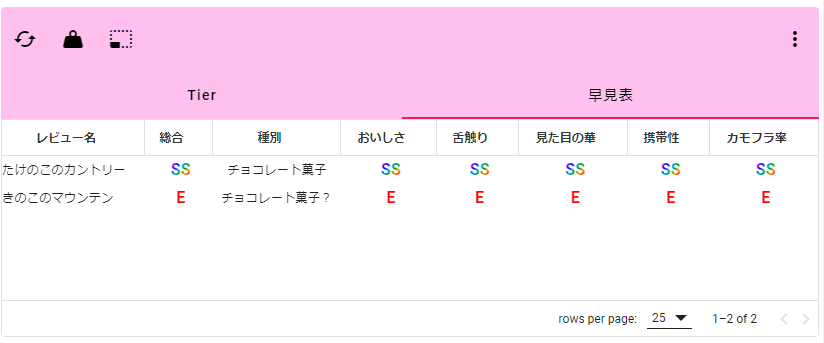 Tier 早見表
レビュー名 総合 種別 おいしさ 舌触り 見た目の華 携帯性 カモフラ率
たけのこのカントリー SS チョコレート菓子 SS SS SS SS SS
きのこのマウンテン E チョコレート菓子？ E E E E E
rows per page: 25 1–2 of 2